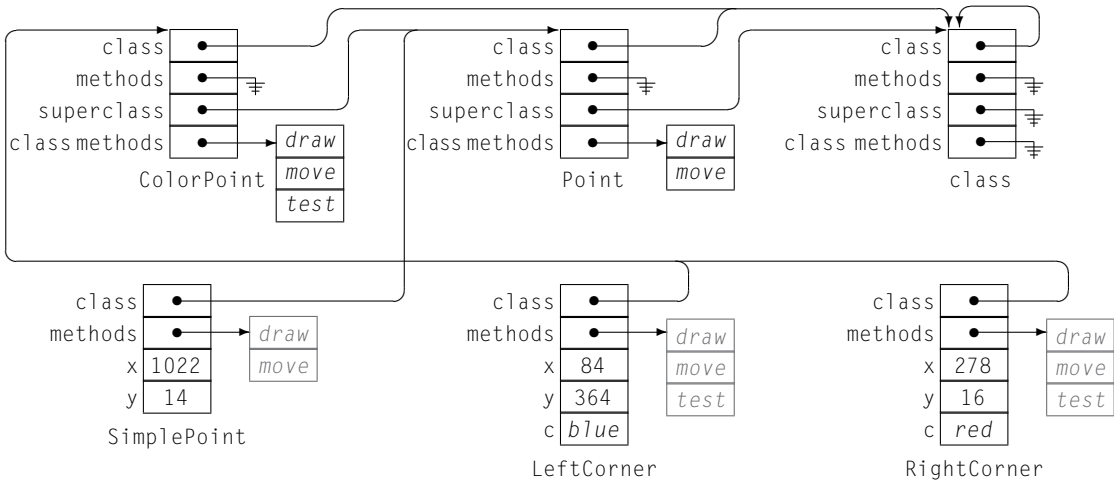 class
methods
superclass
class methods
draw
move
test
ColorPoint
class
methods
superclass
class methods
draw
move
Point
class
methods
superclass
class methods
class
class
methods
x 1022
y 14
draw
move
SimplePoint
class
methods
x 84
y 364
c blue
draw
move
test
LeftCorner
class
methods
x 278
y 16
c red
draw
move
test
RightCorner